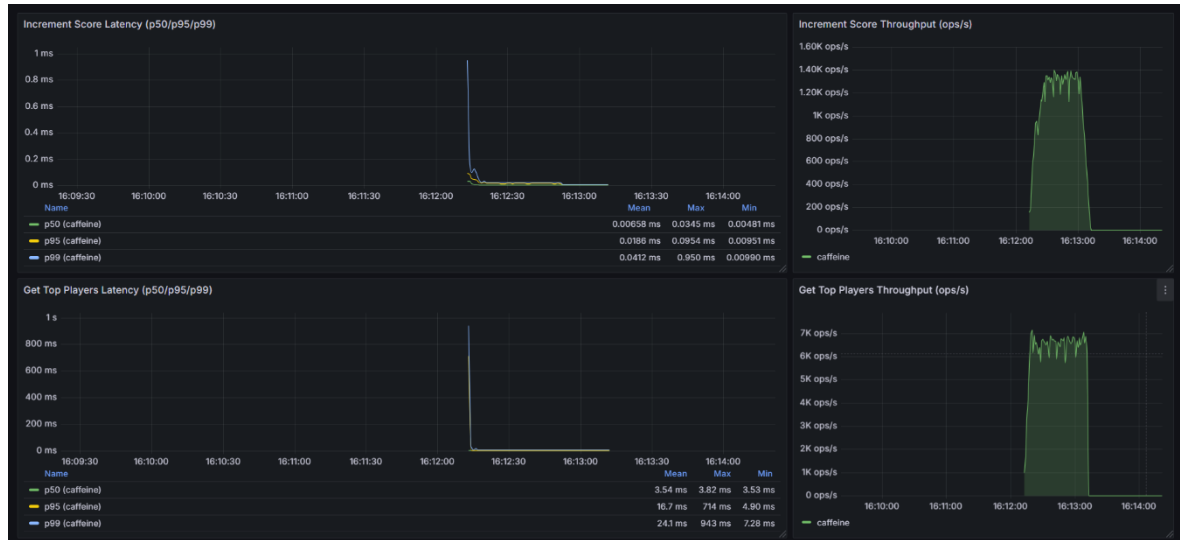 Increment Score Latency (p50/p95/p99)
1 ms
0.8 ms
0.6 ms
0.4 ms
0.2 ms
0 ms
16:09:30 16:10:00 16:10:30 16:11:00 16:11:30 16:12:00 16:12:30 16:13:00 16:13:30 16:14:00
Name Mean Max Min
p50 (caffeine) 0.00658 ms 0.0345 ms 0.00481 ms
p95 (caffeine) 0.0186 ms 0.0954 ms 0.00951 ms
p99 (caffeine) 0.0412 ms 0.950 ms 0.00990 ms
Increment Score Throughput (ops/s)
1.60K ops/s
1.40K ops/s
1.20K ops/s
1K ops/s
800 ops/s
600 ops/s
400 ops/s
200 ops/s
0 ops/s
16:10:00 16:11:00 16:12:00 16:13:00 16:14:00
caffeine
Get Top Players Latency (p50/p95/p99)
1 s
800 ms
600 ms
400 ms
200 ms
0 ms
16:09:30 16:10:00 16:10:30 16:11:00 16:11:30 16:12:00 16:12:30 16:13:00 16:13:30 16:14:00
Name Mean Max Min
p50 (caffeine) 3.54 ms 3.82 ms 3.53 ms
p95 (caffeine) 16.7 ms 714 ms 4.90 ms
p99 (caffeine) 24.1 ms 943 ms 7.28 ms
Get Top Players Throughput (ops/s)
7K ops/s
6K ops/s
5K ops/s
4K ops/s
3K ops/s
2K ops/s
1K ops/s
0 ops/s
16:10:00 16:11:00 16:12:00 16:13:00 16:14:00
caffeine